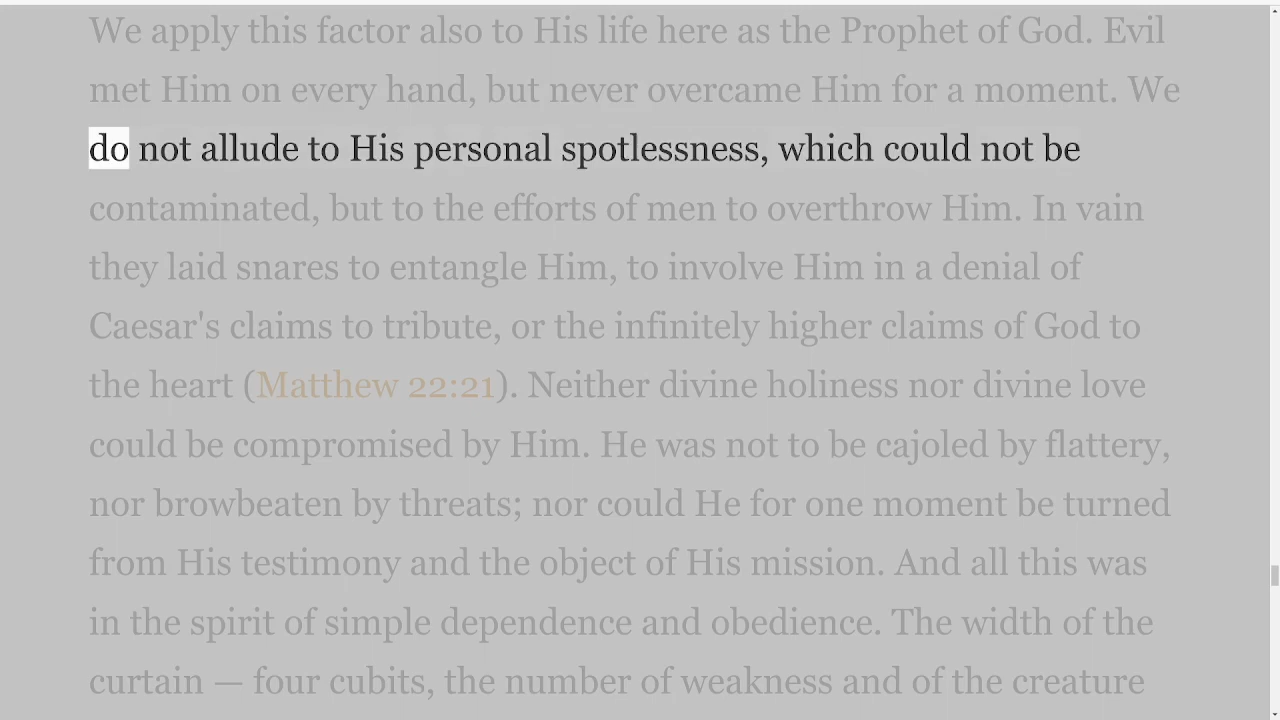 We apply this factor also to His life here as the Prophet of God. Evil
met Him on every hand, but never overcame Him for a moment. We
do not allude to His personal spotlessness, which could not be
contaminated, but to the efforts of men to overthrow Him. In vain
they laid snares to entangle Him, to involve Him in a denial of
Caesar's claims to tribute, or the infinitely higher claims of God to
the heart (Matthew 22:21). Neither divine holiness nor divine love
could be compromised by Him. He was not to be cajoled by flattery,
nor browbeaten by threats; nor could He for one moment be turned
from His testimony and the object of His mission. And all this was
in the spirit of simple dependence and obedience. The width of the
curtain — four cubits, the number of weakness and of the creature